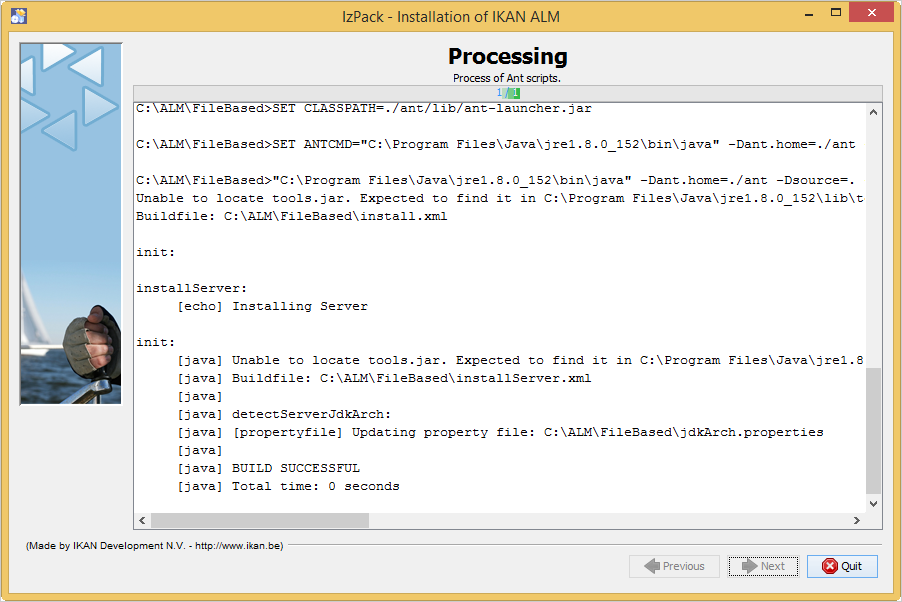 IzPack - Installation of IKAN ALM
Processing
Process of Ant scripts.
1 / 1
C:\ALM\FileBased>SET CLASSPATH=./ant/lib/ant-launcher.jar
C:\ALM\FileBased>SET ANTCMD="C:\Program Files\Java\jre1.8.0_152\bin\java" -Dant.home=./ant
C:\ALM\FileBased>"C:\Program Files\Java\jre1.8.0_152\bin\java" -Dant.home=./ant -Dsource=.
Unable to locate tools.jar. Expected to find it in C:\Program Files\Java\jre1.8.0_152\lib\t
Buildfile: C:\ALM\FileBased\install.xml
init:
installServer:
[echo] Installing Server
init:
[java] Unable to locate tools.jar. Expected to find it in C:\Program Files\Java\jre1.8
[java] Buildfile: C:\ALM\FileBased\installServer.xml
[java]
[java] detectServerJdkArch:
[java] [propertyfile] Updating property file: C:\ALM\FileBased\jdkArch.properties
[java]
[java] BUILD SUCCESSFUL
[java] Total time: 0 seconds
(Made by IKAN Development N.V. - http://www.ikan.be)
Previous Next Quit